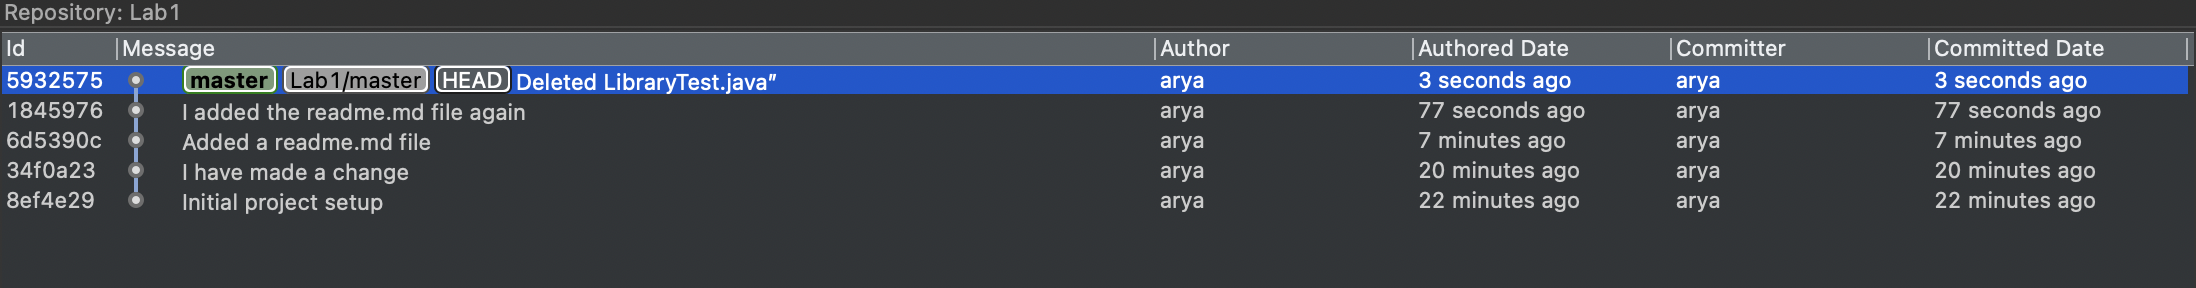 Repository: Lab1
Id Message Author Authored Date Committer Committed Date
5932575 master Lab1/master HEAD Deleted LibraryTest.java” arya 3 seconds ago arya 3 seconds ago
1845976 I added the readme.md file again arya 77 seconds ago arya 77 seconds ago
6d5390c Added a readme.md file arya 7 minutes ago arya 7 minutes ago
34f0a23 I have made a change arya 20 minutes ago arya 20 minutes ago
8ef4e29 Initial project setup arya 22 minutes ago arya 22 minutes ago